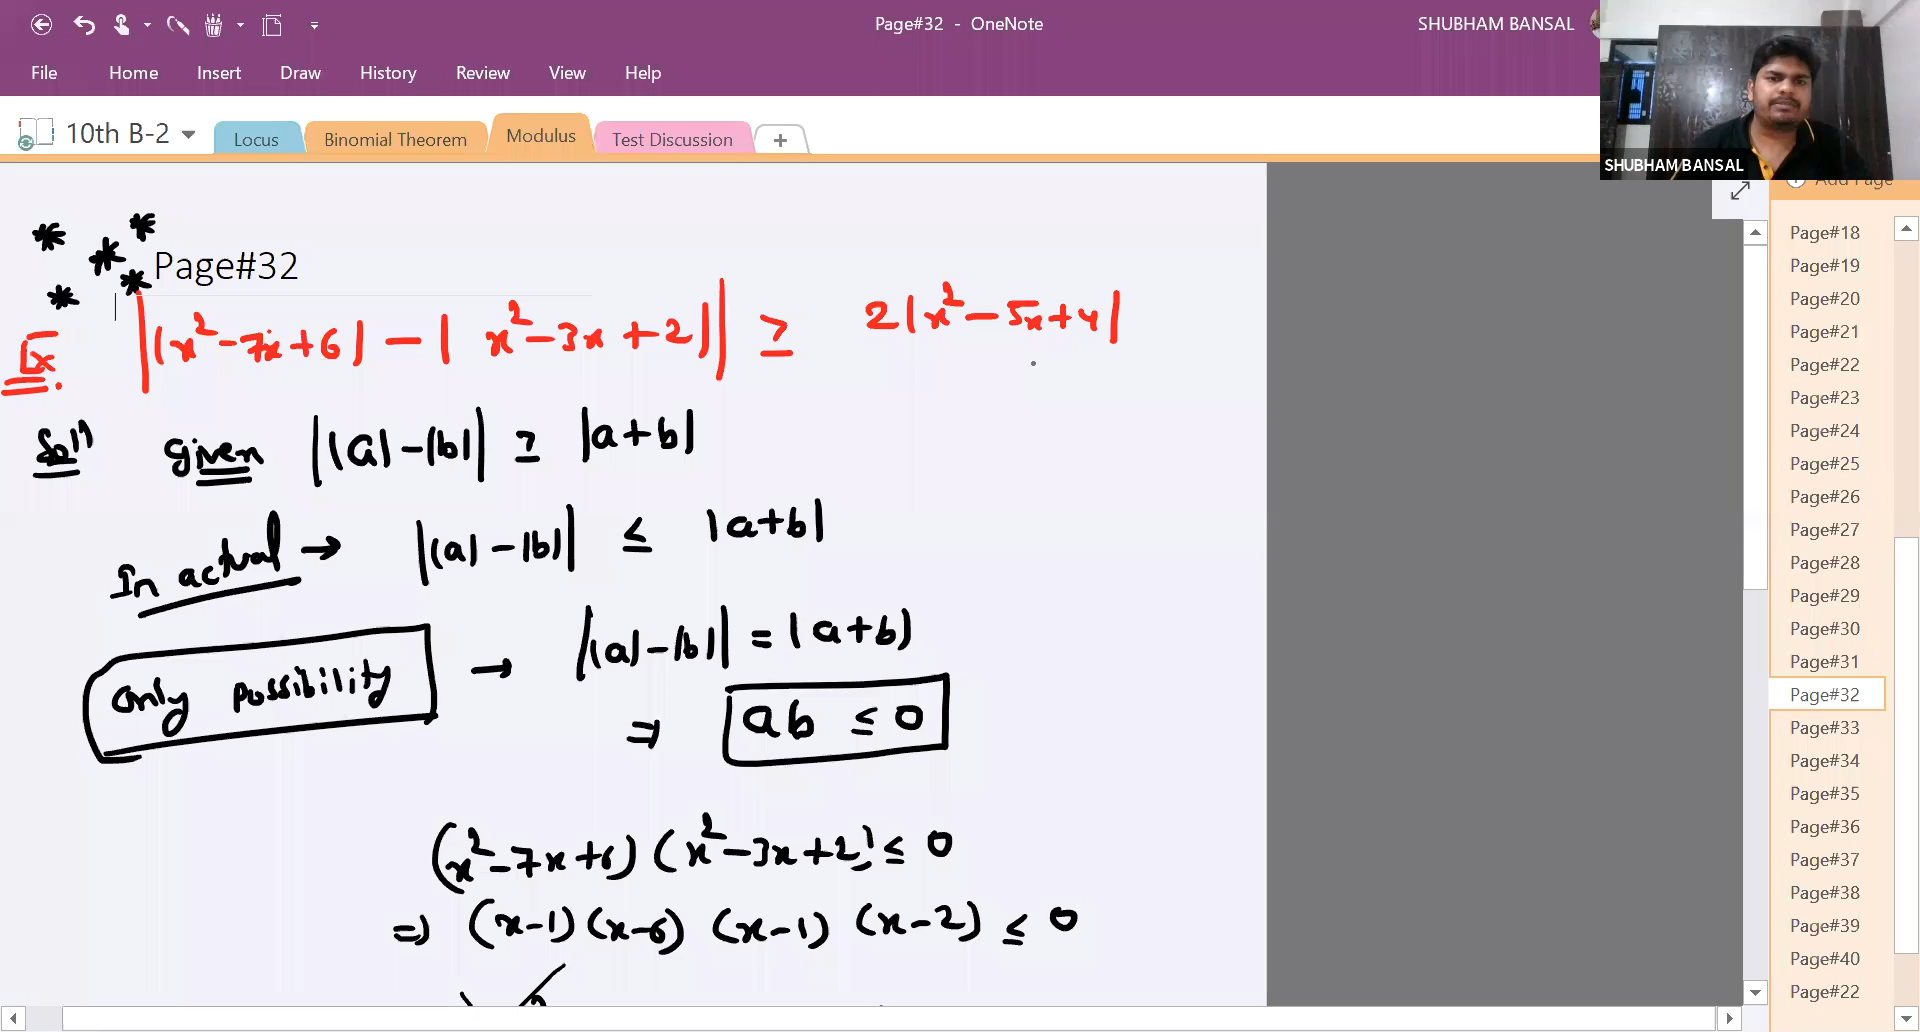 Page#32 - OneNote
SHUBHAM BANSAL
File Home Insert Draw History Review View Help
10th B-2 Locus Binomial Theorem Modulus Test Discussion +
SHUBHAM BANSAL
Add Page
Page#32
Ex. ||x²-7x+6|-|x²-3x+2|| ≥ 2|x²-5x+4|
Solⁿ given ||a|-|b|| ≥ |a+b|
In actual → ||a|-|b|| ≤ |a+b|
Only possibility → ||a|-|b|| = |a+b|
⇒ ab ≤ 0
(x²-7x+6)(x²-3x+2) ≤ 0
⇒ (x-1)(x-6)(x-1)(x-2) ≤ 0
Page#18
Page#19
Page#20
Page#21
Page#22
Page#23
Page#24
Page#25
Page#26
Page#27
Page#28
Page#29
Page#30
Page#31
Page#32
Page#33
Page#34
Page#35
Page#36
Page#37
Page#38
Page#39
Page#40
Page#22